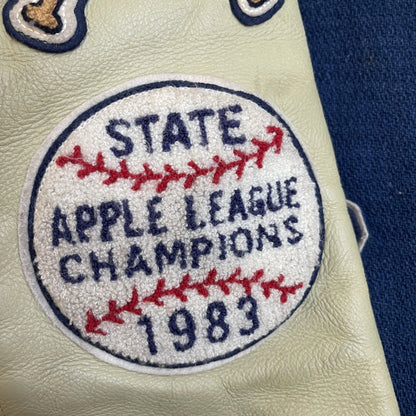 STATE
APPLE LEAGUE
CHAMPIONS
1983